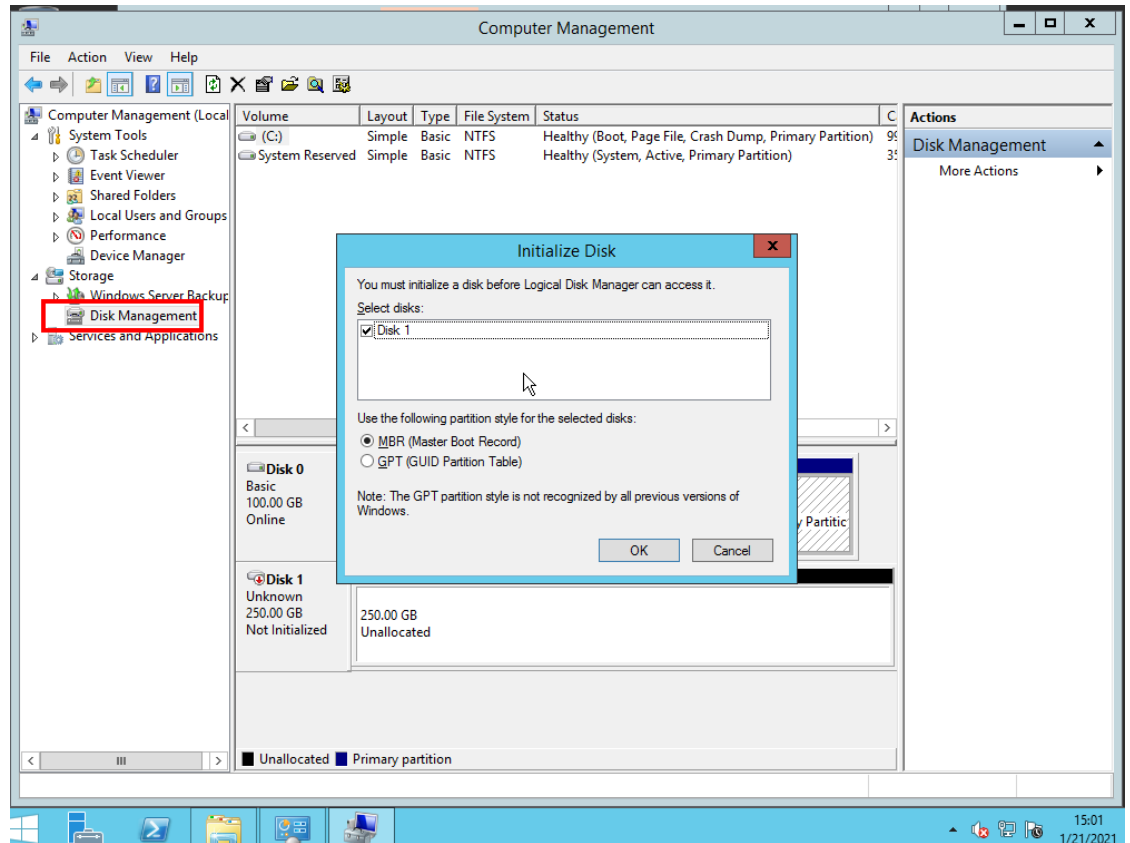 Computer Management
File Action View Help
Computer Management (Local
System Tools
Task Scheduler
Event Viewer
Shared Folders
Local Users and Groups
Performance
Device Manager
Storage
Windows Server Backup
Disk Management
Services and Applications
Volume Layout Type File System Status C
(C:) Simple Basic NTFS Healthy (Boot, Page File, Crash Dump, Primary Partition) 99
System Reserved Simple Basic NTFS Healthy (System, Active, Primary Partition) 35
Actions
Disk Management
More Actions
Initialize Disk
You must initialize a disk before Logical Disk Manager can access it.
Select disks:
Disk 1
Use the following partition style for the selected disks:
MBR (Master Boot Record)
GPT (GUID Partition Table)
Note: The GPT partition style is not recognized by all previous versions of
Windows.
OK Cancel
Disk 0
Basic
100.00 GB
Online
y Partitic
Disk 1
Unknown
250.00 GB
Not Initialized
250.00 GB
Unallocated
Unallocated Primary partition
15:01
1/21/2021